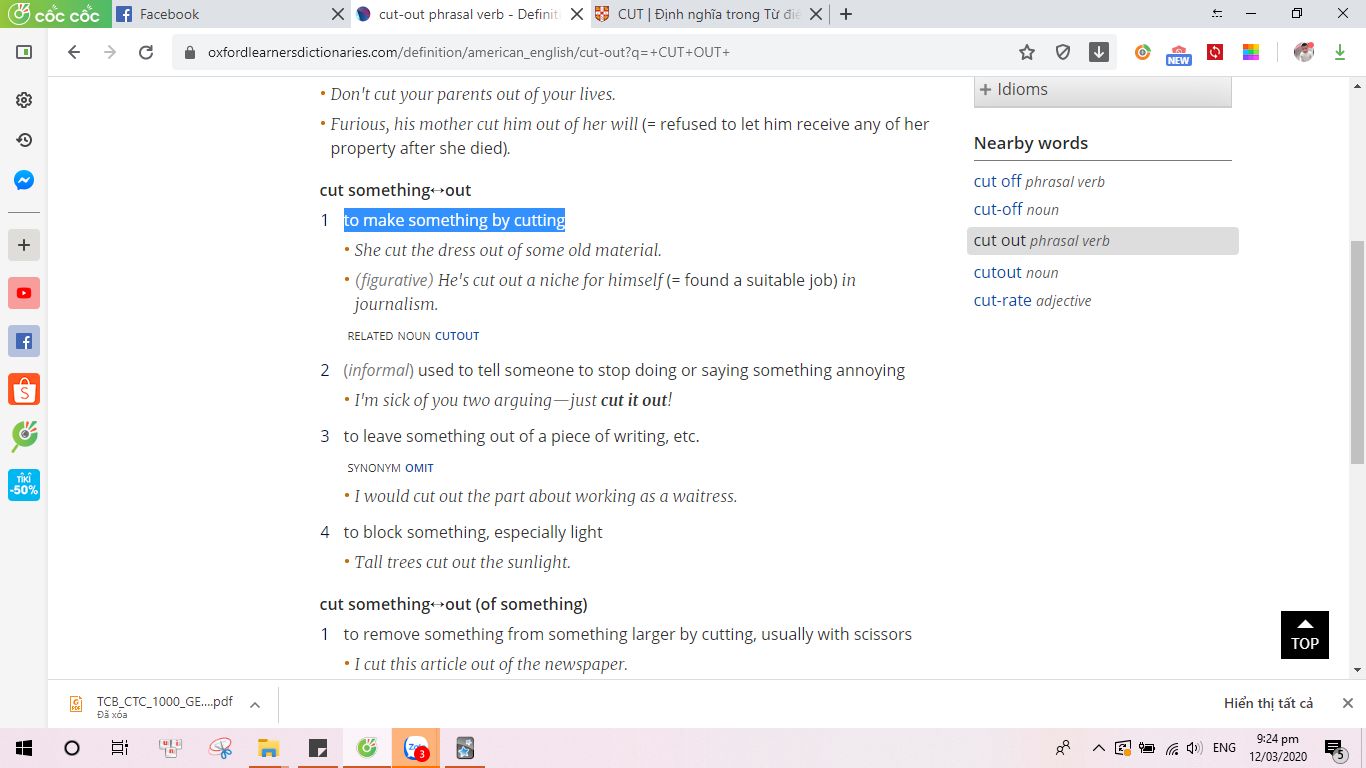 cốc cốc
Facebook
cut-out phrasal verb - Definit
CUT | Định nghĩa trong Từ đi
oxfordlearnersdictionaries.com/definition/american_english/cut-out?q=+CUT+OUT+
NEW
• Don't cut your parents out of your lives.
• Furious, his mother cut him out of her will (= refused to let him receive any of her
property after she died).
cut something↔out
1 to make something by cutting
• She cut the dress out of some old material.
• (figurative) He's cut out a niche for himself (= found a suitable job) in
journalism.
RELATED NOUN CUTOUT
2 (informal) used to tell someone to stop doing or saying something annoying
• I'm sick of you two arguing—just cut it out!
3 to leave something out of a piece of writing, etc.
SYNONYM OMIT
• I would cut out the part about working as a waitress.
4 to block something, especially light
• Tall trees cut out the sunlight.
cut something↔out (of something)
1 to remove something from something larger by cutting, usually with scissors
• I cut this article out of the newspaper.
+ Idioms
Nearby words
cut off phrasal verb
cut-off noun
cut out phrasal verb
cutout noun
cut-rate adjective
TOP
TIKI
-50%
TCB_CTC_1000_GE....pdf
Đã xóa
Hiển thị tất cả
Zalo
3
ENG
9:24 pm
12/03/2020
5